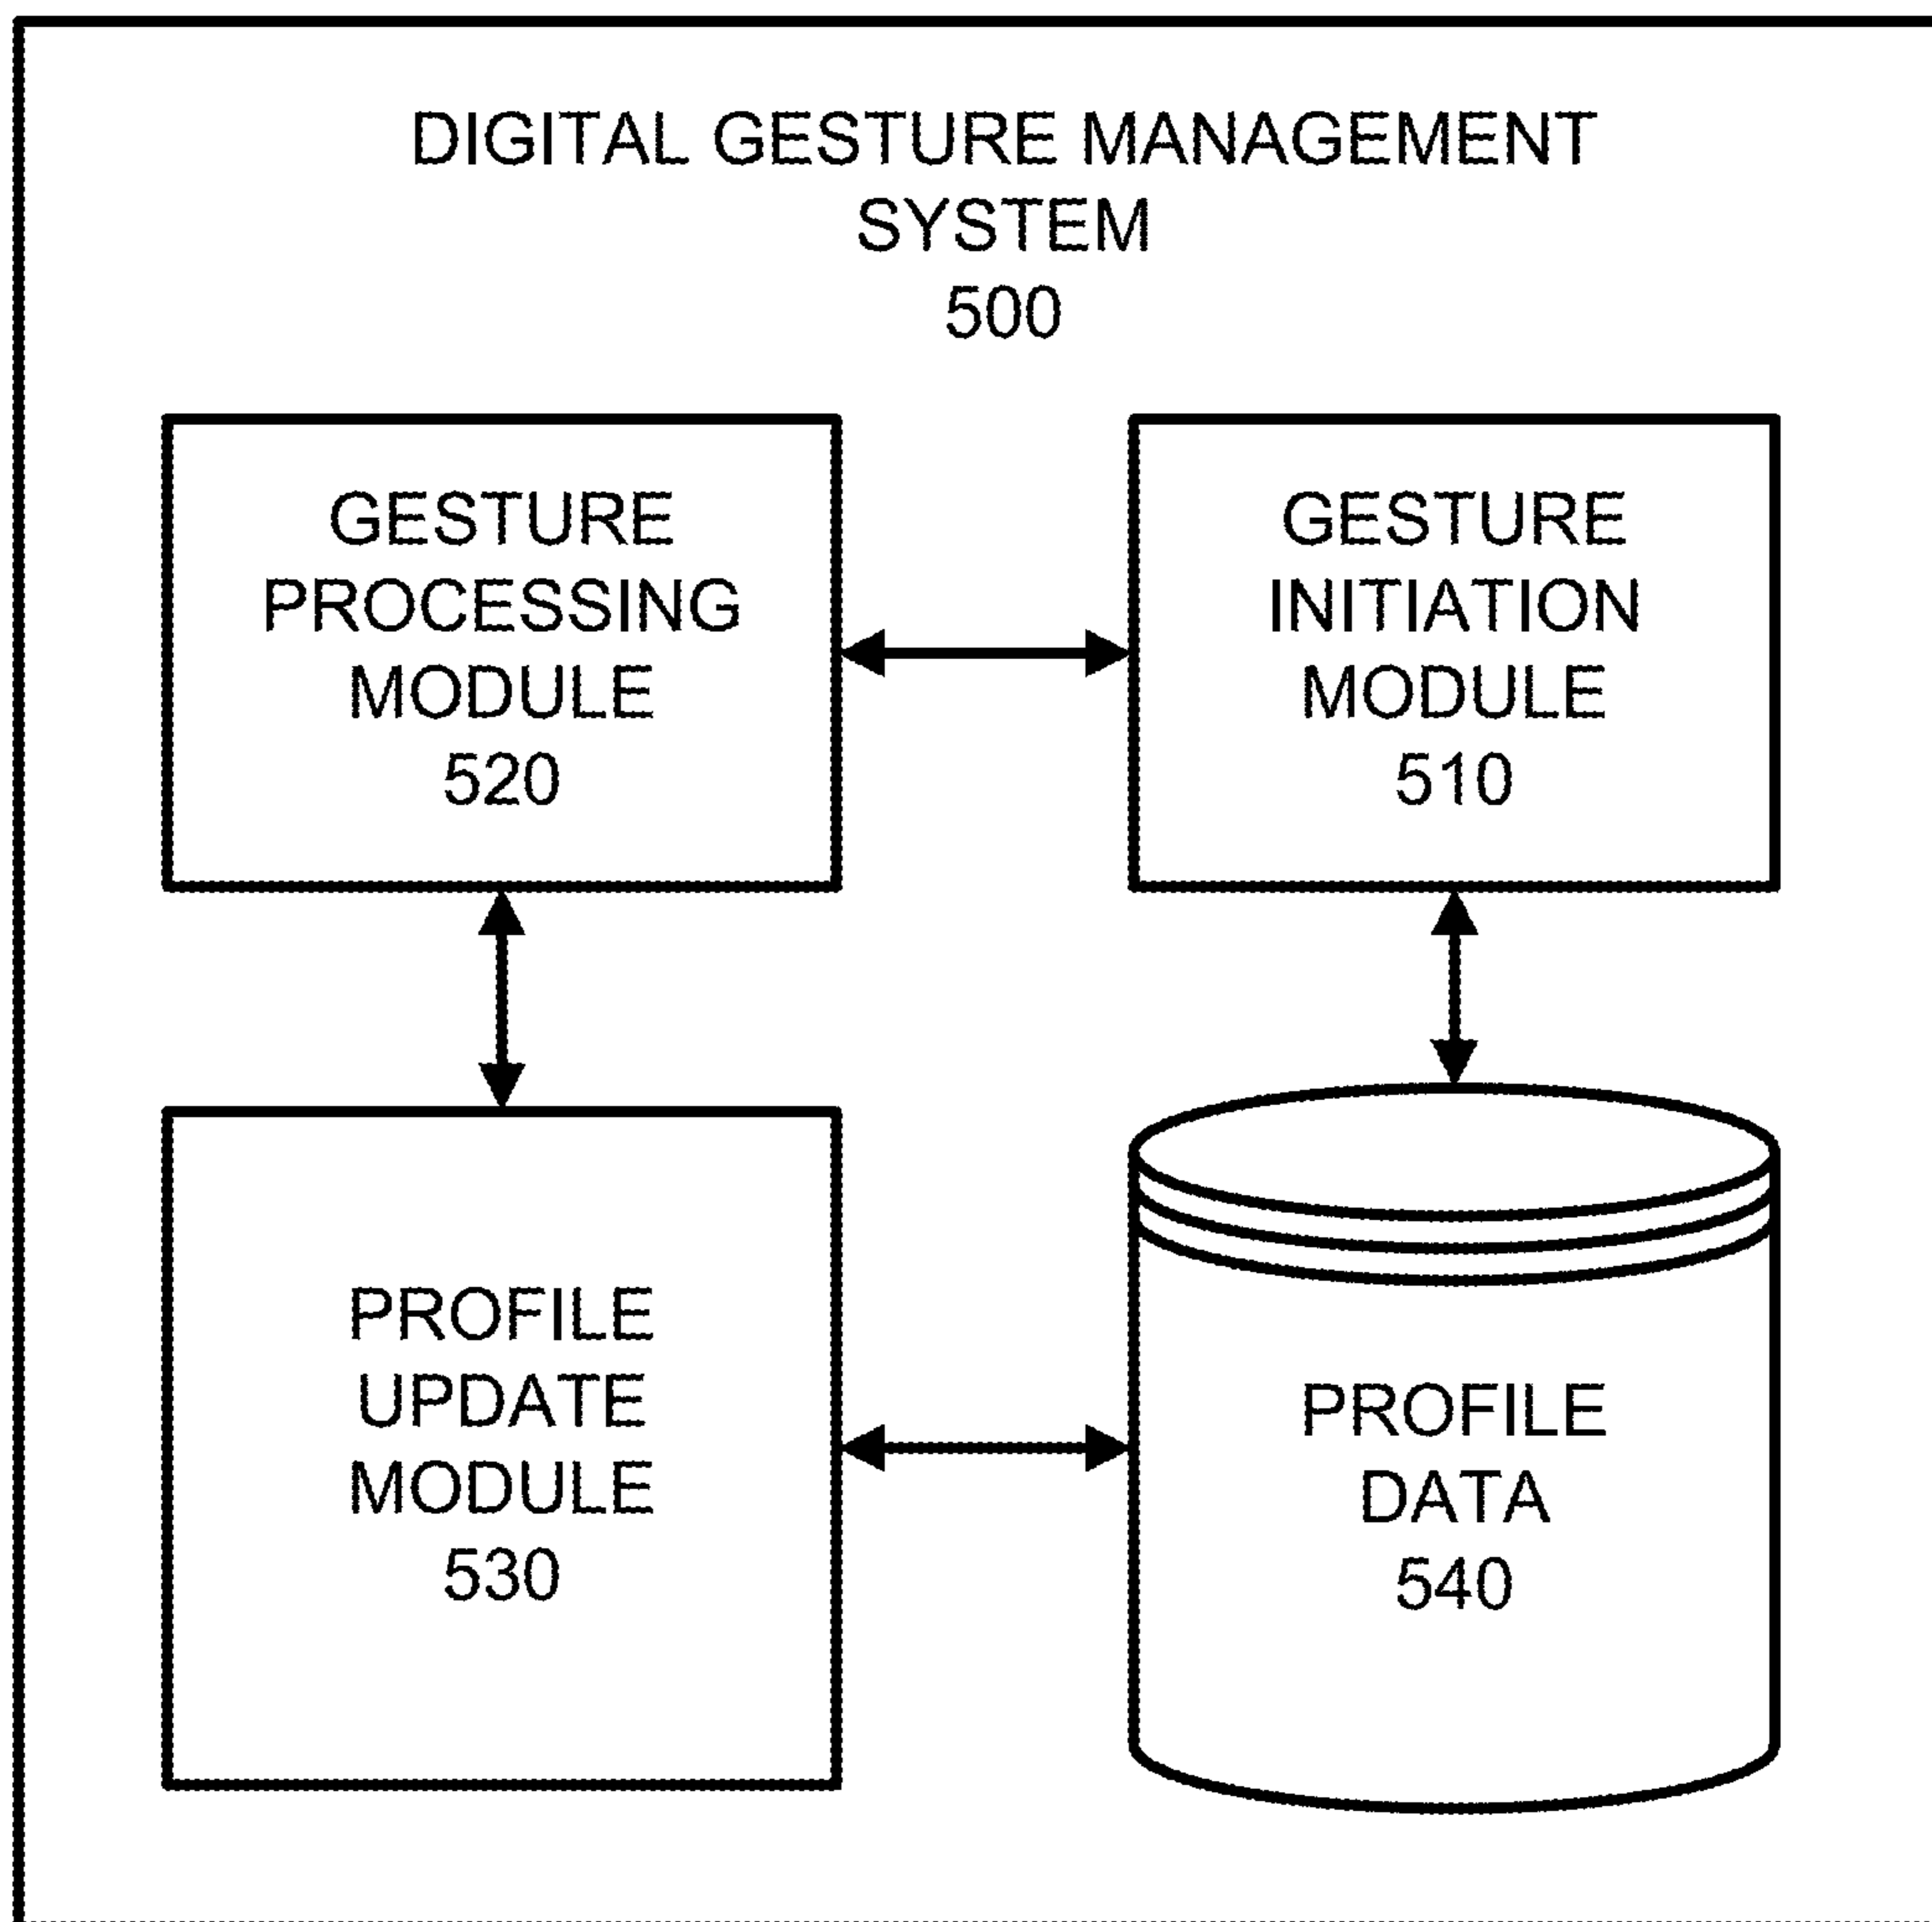 DIGITAL GESTURE MANAGEMENT
SYSTEM
500
GESTURE
PROCESSING
MODULE
520
GESTURE
INITIATION
MODULE
510
PROFILE
UPDATE
MODULE
530
PROFILE
DATA
540